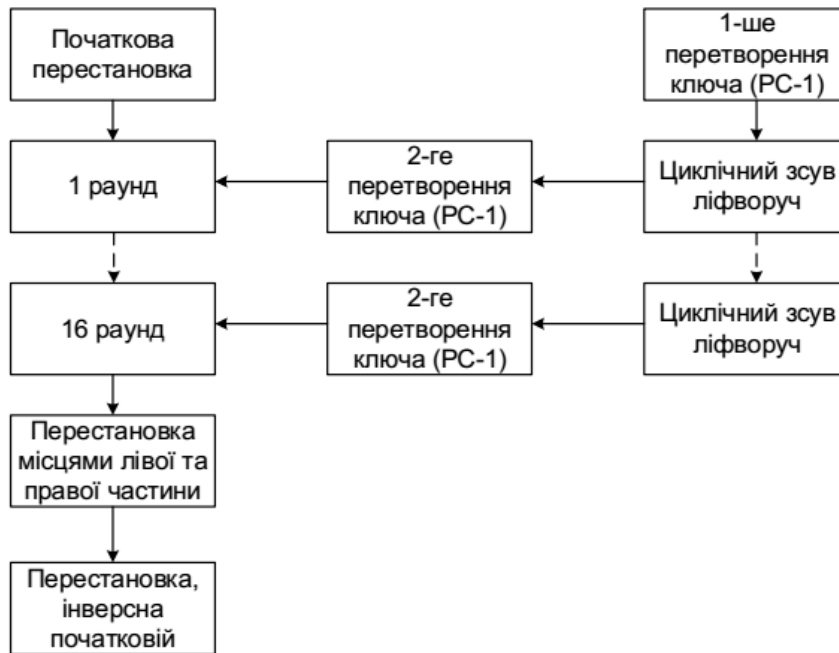 Початкова
перестановка
1-ше
перетворення
ключа (PC-1)
1 раунд
2-ге
перетворення
ключа (PC-1)
Циклічний зсув
ліфворуч
16 раунд
2-ге
перетворення
ключа (PC-1)
Циклічний зсув
ліфворуч
Перестановка
місцями лівої та
правої частини
Перестановка,
інверсна
початковій